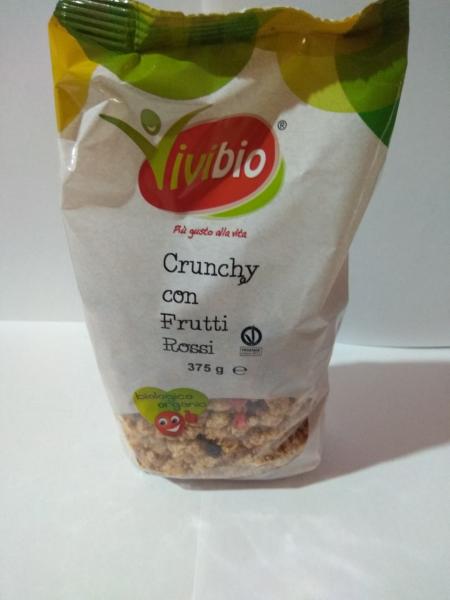 Vivibio ®
Più gusto alla vita
Crunchy
con
Frutti
Rossi
375 g ℮
biologico
organic